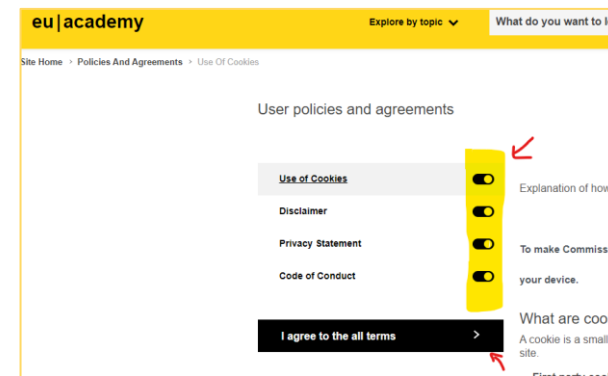 eu|academy
Explore by topic
What do you want to
Site Home > Policies And Agreements > Use Of Cookies
User policies and agreements
Use of Cookies
Explanation of how
Disclaimer
Privacy Statement
To make Commiss
Code of Conduct
your device.
What are coo
I agree to the all terms >
A cookie is a small
site.
First party